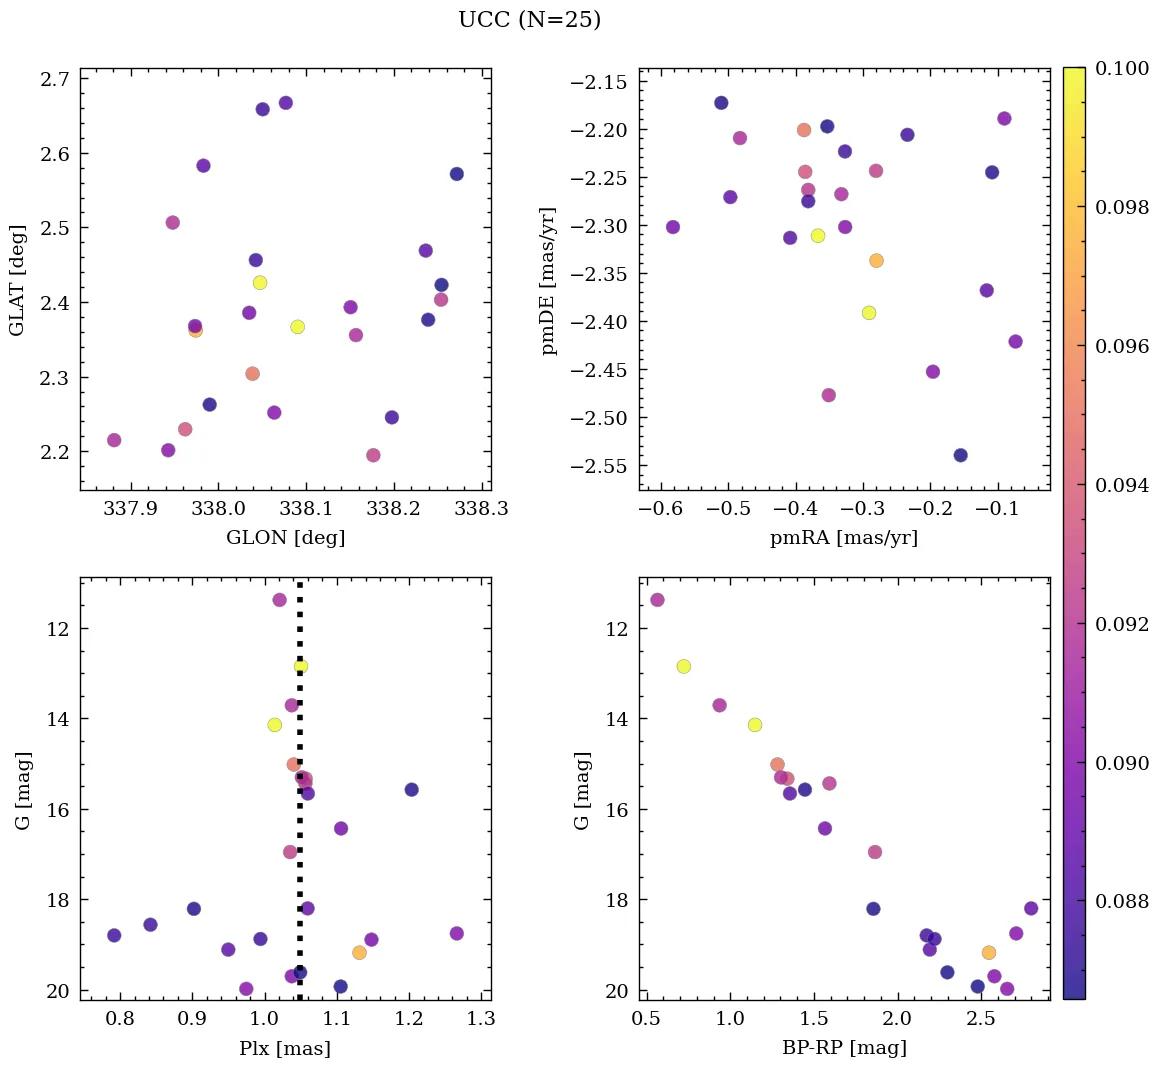 UCC (N=25)
2.7
2.6
2.5
2.4
2.3
2.2
GLAT [deg]
337.9 338.0 338.1 338.2 338.3
GLON [deg]
−2.15
−2.20
−2.25
−2.30
−2.35
−2.40
−2.45
−2.50
−2.55
pmDE [mas/yr]
−0.6 −0.5 −0.4 −0.3 −0.2 −0.1
pmRA [mas/yr]
0.100
0.098
0.096
0.094
0.092
0.090
0.088
12
14
16
18
20
G [mag]
0.8 0.9 1.0 1.1 1.2 1.3
Plx [mas]
12
14
16
18
20
G [mag]
0.5 1.0 1.5 2.0 2.5
BP-RP [mag]